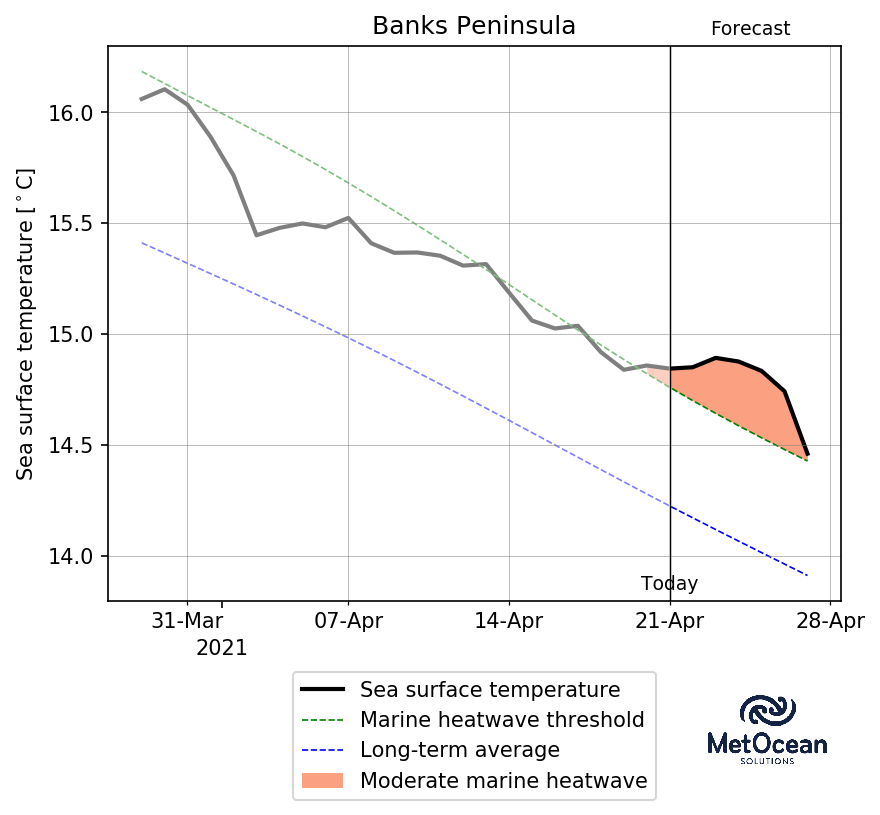 Banks Peninsula
Forecast
Sea surface temperature [°C]
16.0
15.5
15.0
14.5
14.0
Today
31-Mar
07-Apr
14-Apr
21-Apr
28-Apr
2021
Sea surface temperature
Marine heatwave threshold
Long-term average
Moderate marine heatwave
MetOcean
SOLUTIONS